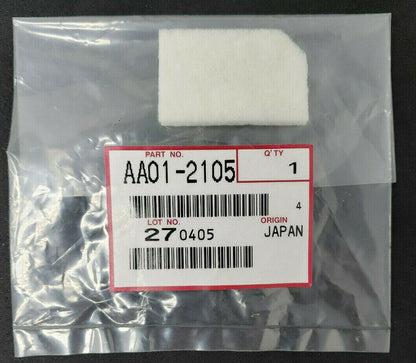 PART NO. Q'TY
AA01-2105 1
4
LOT NO. ORIGIN
270405 JAPAN